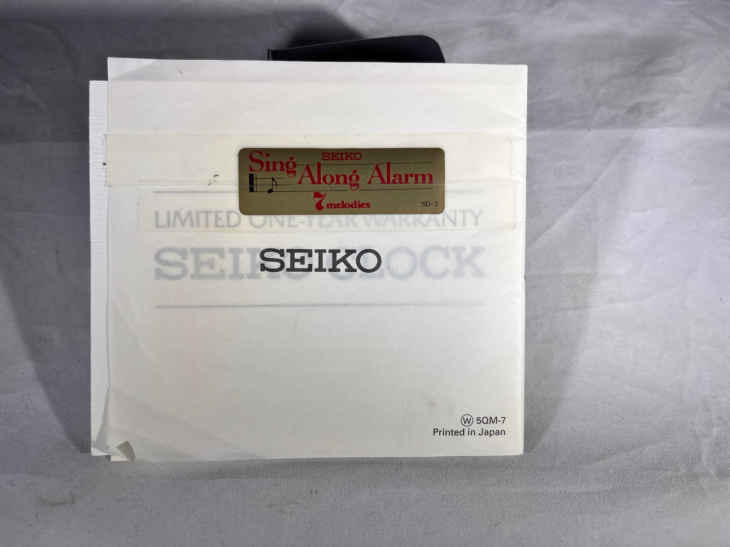 SEIKO
Sing Along Alarm
7 melodies
SD-2
LIMITED ONE-YEAR WARRANTY
SEIKO CLOCK
SEIKO
W 5QM-7
Printed in Japan